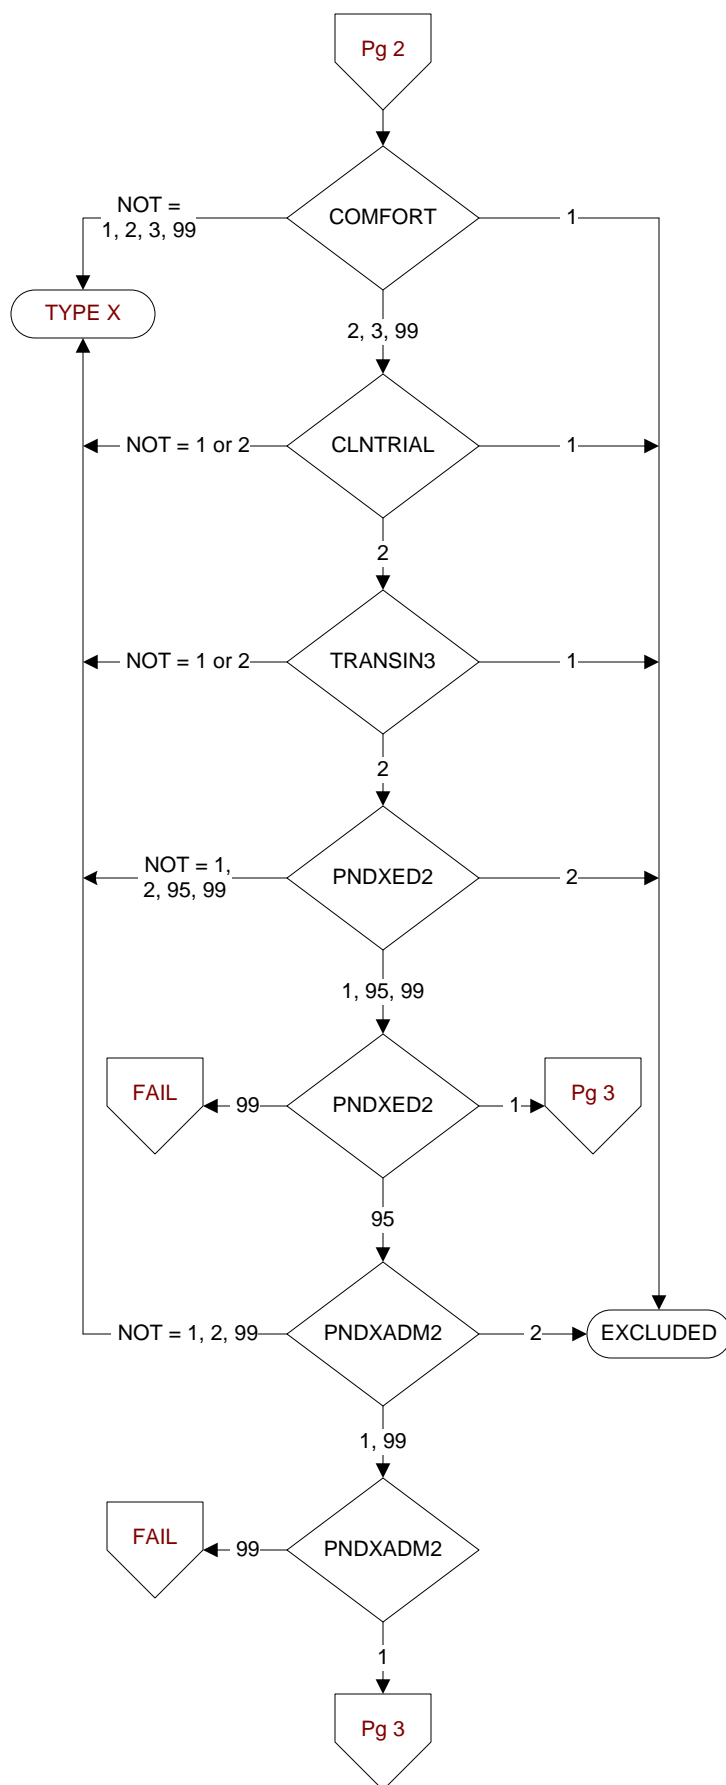 Pg 2
COMFORT
NOT =
1, 2, 3, 99
1
TYPE X
2, 3, 99
CLNTRIAL
NOT = 1 or 2
1
2
TRANSIN3
NOT = 1 or 2
1
2
PNDXED2
NOT = 1,
2, 95, 99
2
1, 95, 99
FAIL
99
PNDXED2
1
Pg 3
95
NOT = 1, 2, 99
PNDXADM2
2
EXCLUDED
1, 99
FAIL
99
PNDXADM2
1
Pg 3